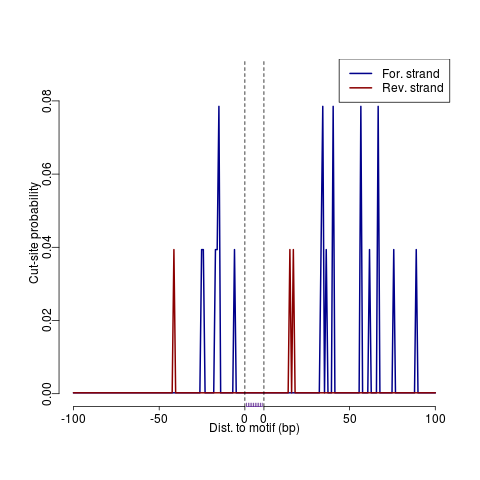 For. strand
Rev. strand
Cut-site probability
0.08
0.06
0.04
0.02
0.00
-100 -50 0 0 50 100
Dist. to motif (bp)